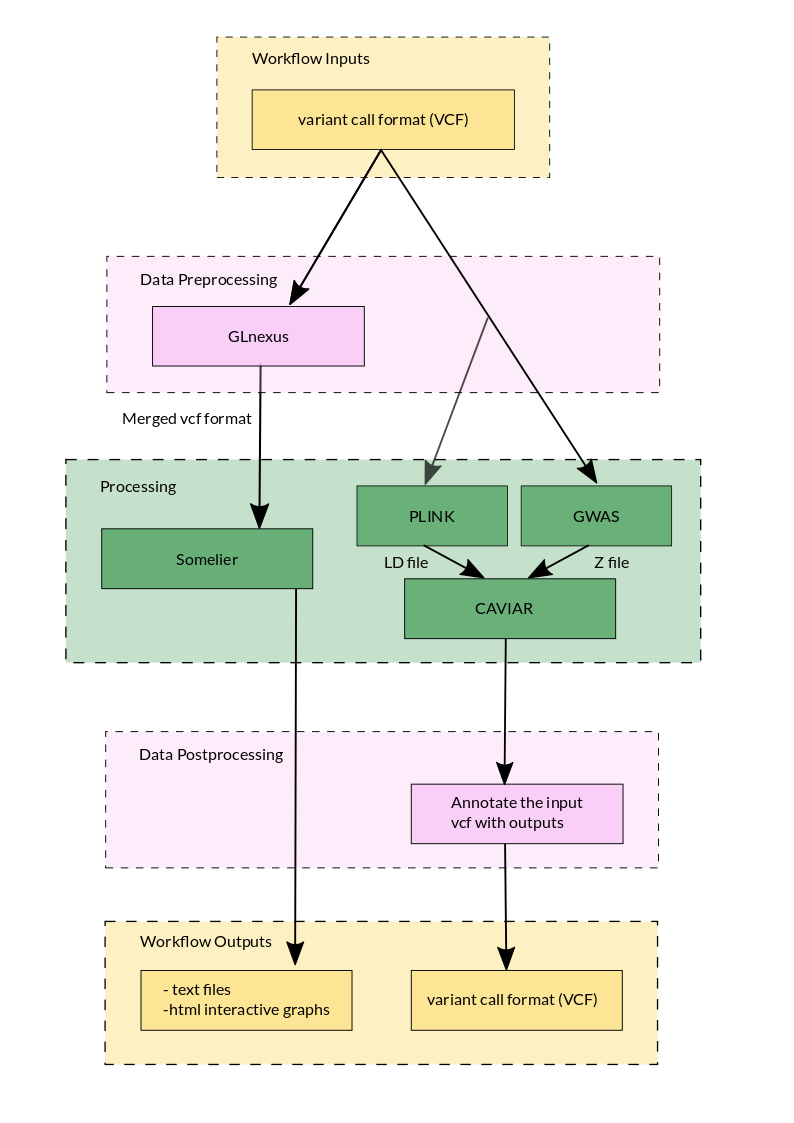 Workflow Inputs
variant call format (VCF)
Data Preprocessing
GLnexus
Merged vcf format
Processing
PLINK
GWAS
Somelier
LD file
Z file
CAVIAR
Data Postprocessing
Annotate the input
vcf with outputs
Workflow Outputs
- text files
-html interactive graphs
variant call format (VCF)